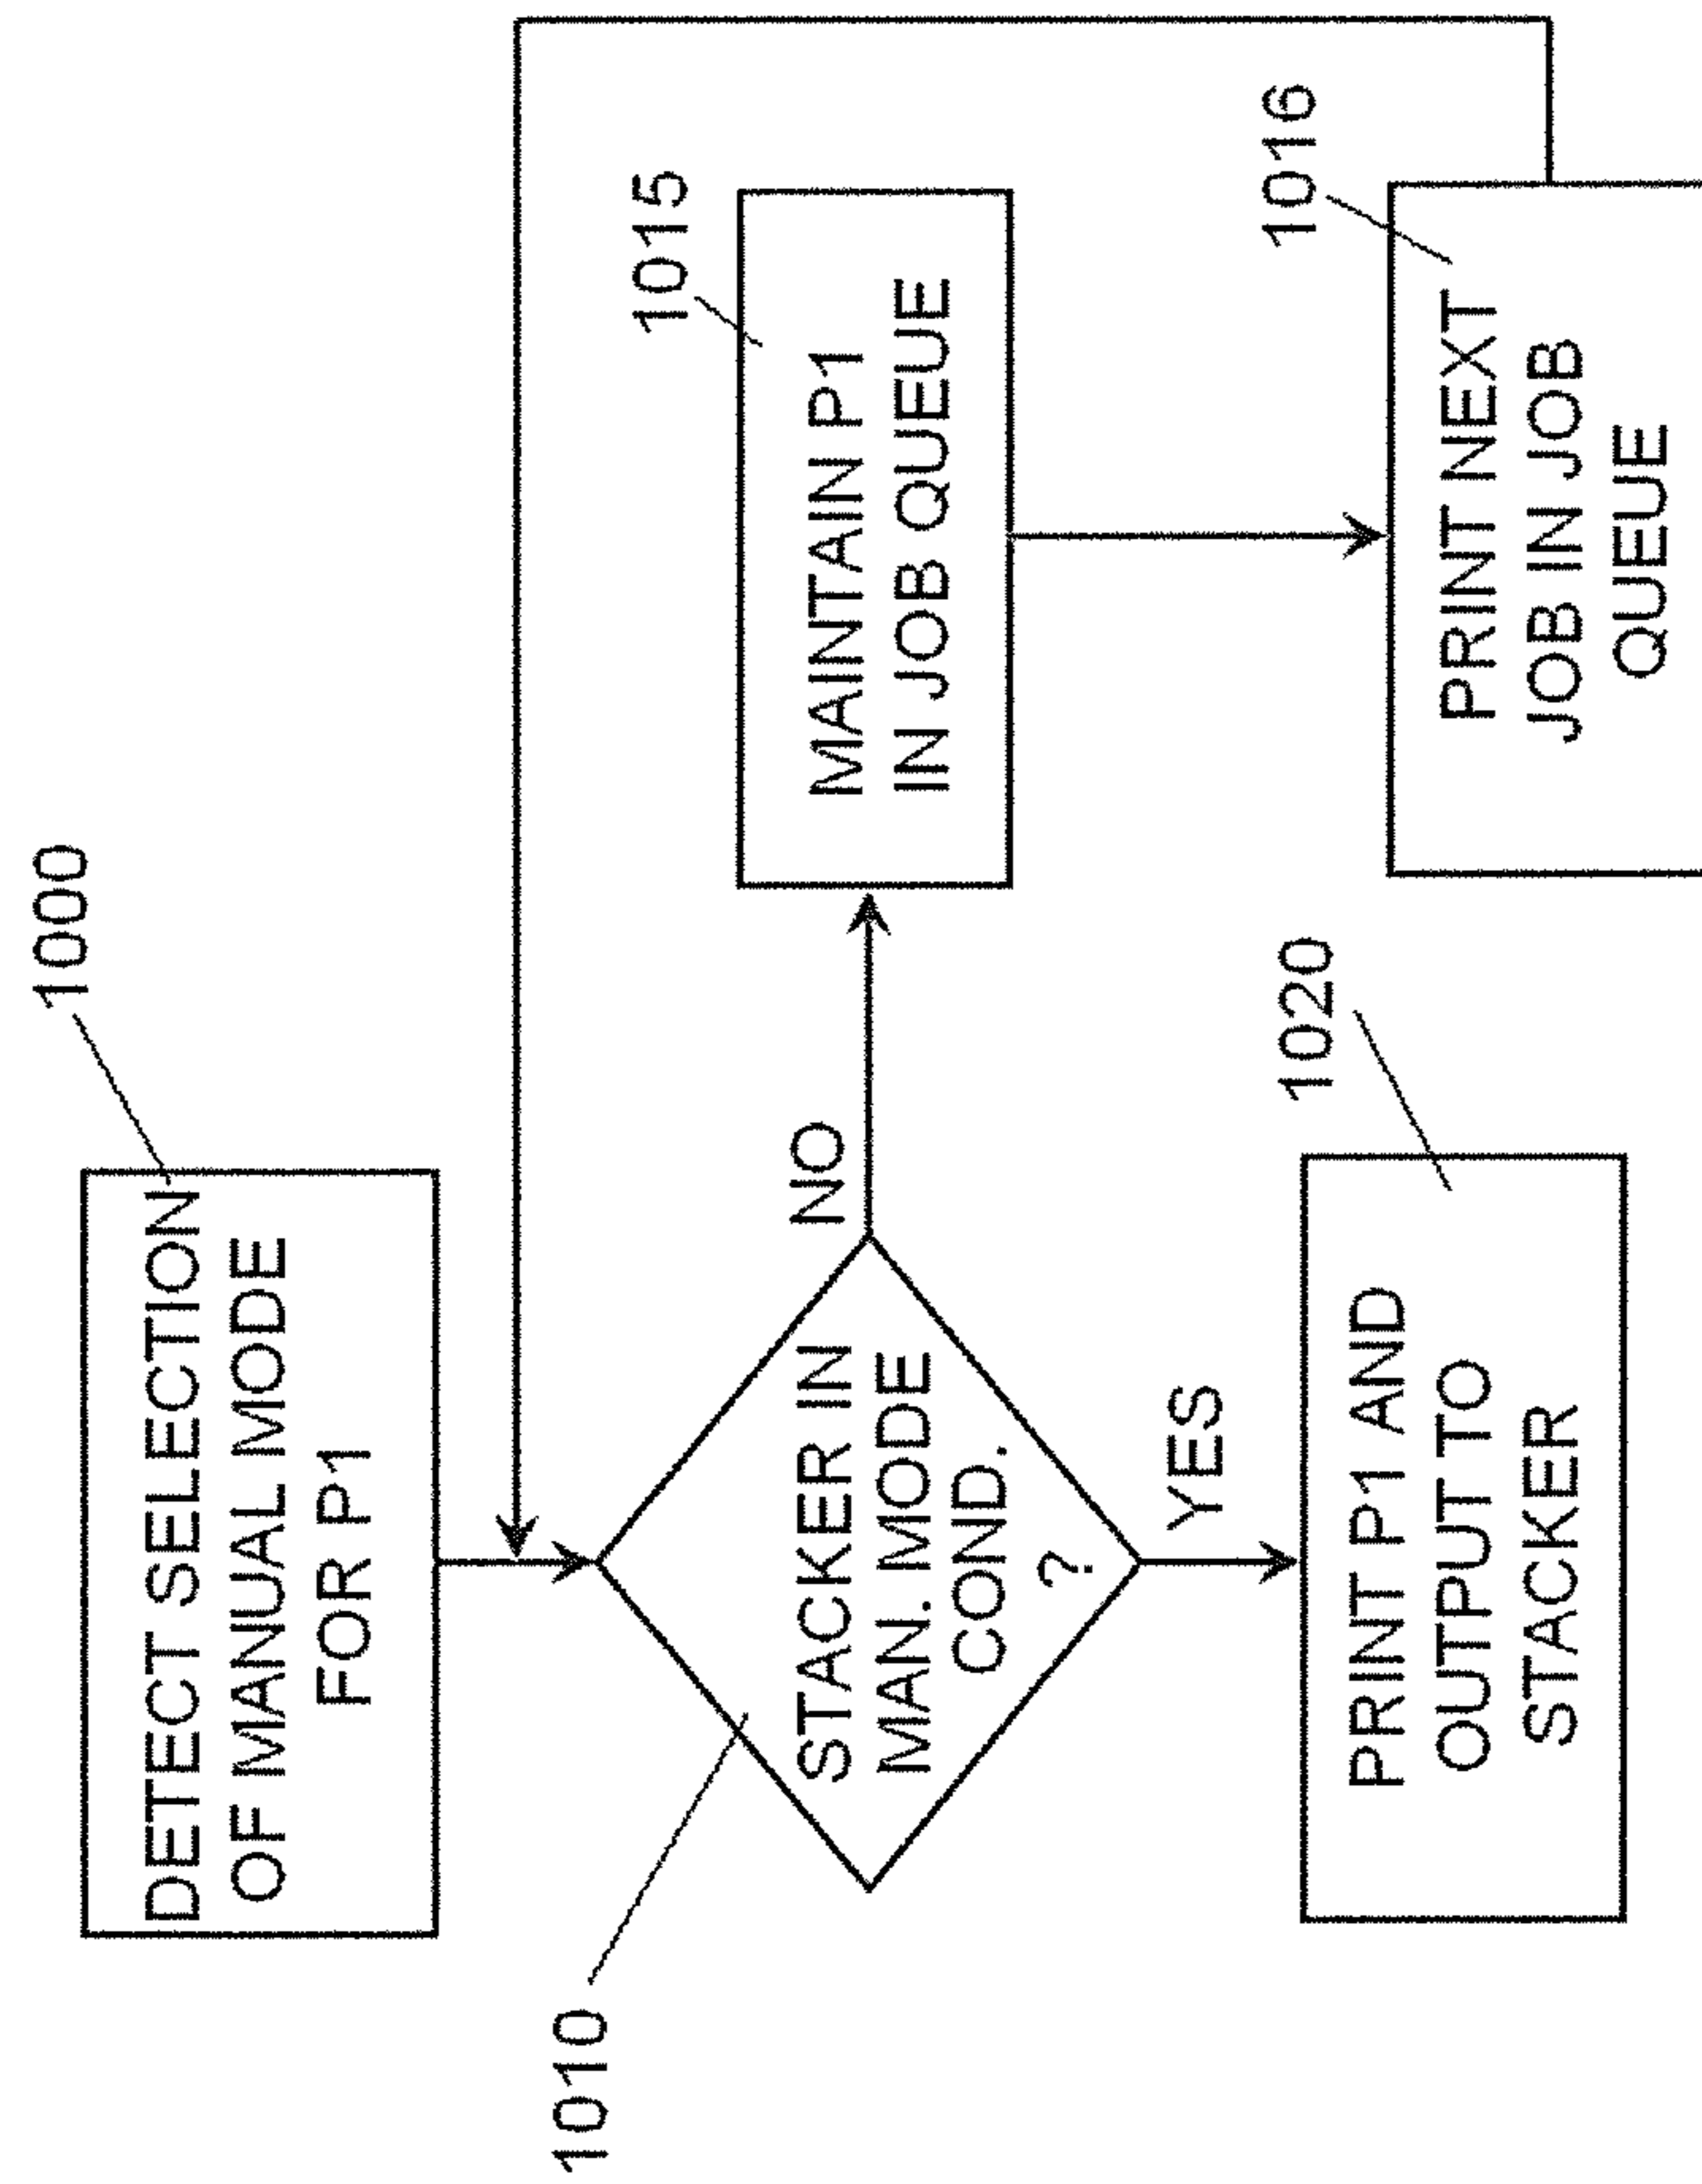 1000
DETECT SELECTION
OF MANUAL MODE
FOR P1
1010
STACKER IN
MAN. MODE
COND.
?
NO
1015
MAINTAIN P1
IN JOB QUEUE
YES
1020
PRINT P1 AND
OUTPUT TO
STACKER
1016
PRINT NEXT
JOB IN JOB
QUEUE